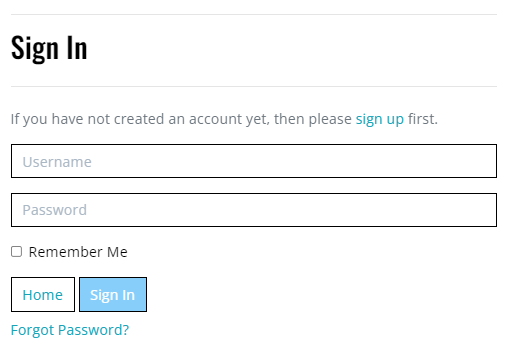 Sign In
If you have not created an account yet, then please sign up first.
Username
Password
Remember Me
Home Sign In
Forgot Password?